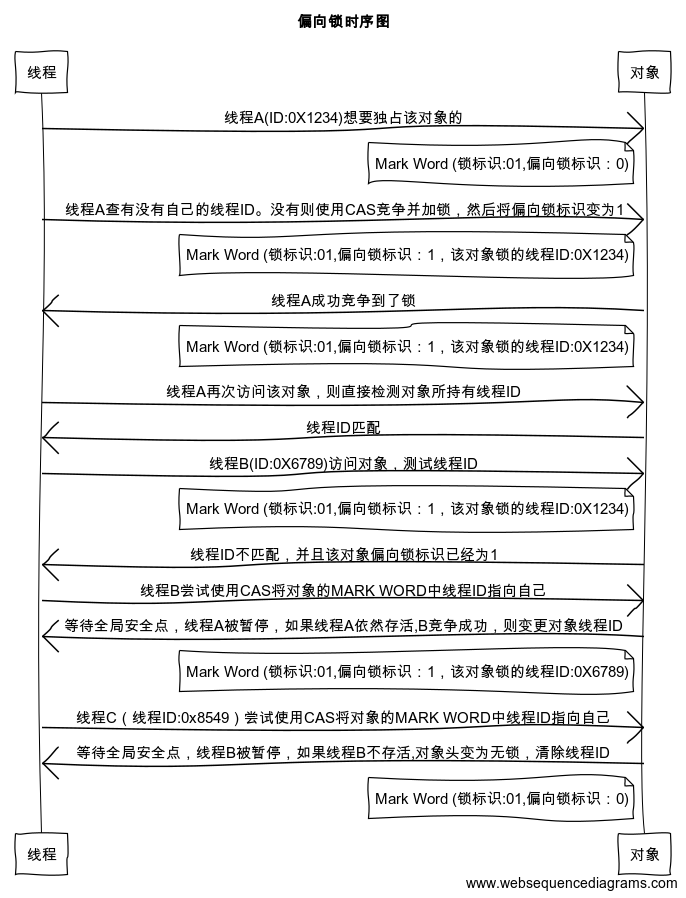 偏向锁时序图
线程 对象
线程A(ID:0X1234)想要独占该对象的
Mark Word (锁标识:01,偏向锁标识：0)
线程A查有没有自己的线程ID。没有则使用CAS竞争并加锁，然后将偏向锁标识变为1
Mark Word (锁标识:01,偏向锁标识：1，该对象锁的线程ID:0X1234)
线程A成功竞争到了锁
Mark Word (锁标识:01,偏向锁标识：1，该对象锁的线程ID:0X1234)
线程A再次访问该对象，则直接检测对象所持有线程ID
线程ID匹配
线程B(ID:0X6789)访问对象，测试线程ID
Mark Word (锁标识:01,偏向锁标识：1，该对象锁的线程ID:0X1234)
线程ID不匹配，并且该对象偏向锁标识已经为1
线程B尝试使用CAS将对象的MARK WORD中线程ID指向自己
等待全局安全点，线程A被暂停，如果线程A依然存活,B竞争成功，则变更对象线程ID
Mark Word (锁标识:01,偏向锁标识：1，该对象锁的线程ID:0X6789)
线程C（线程ID:0x8549）尝试使用CAS将对象的MARK WORD中线程ID指向自己
等待全局安全点，线程B被暂停，如果线程B不存活,对象头变为无锁，清除线程ID
Mark Word (锁标识:01,偏向锁标识：0)
线程 对象
www.websequencediagrams.com